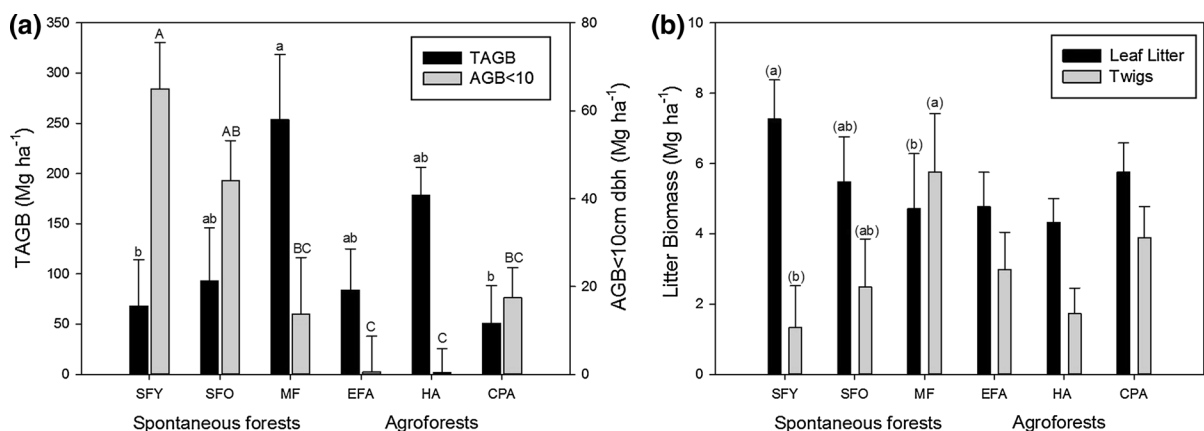 (a)
TAGB (Mg ha⁻¹)
350
300
250
200
150
100
50
0
A
a
AB
ab
ab
ab
b
BC
C
C
b
BC
TAGB
AGB<10
80
60
40
20
0
AGB<10cm dbh (Mg ha⁻¹)
SFY SFO MF EFA HA CPA
Spontaneous forests Agroforests
(b)
Litter Biomass (Mg ha⁻¹)
10
8
6
4
2
0
(a)
(ab)
(b)
(a)
(b)
(ab)
Leaf Litter
Twigs
SFY SFO MF EFA HA CPA
Spontaneous forests Agroforests